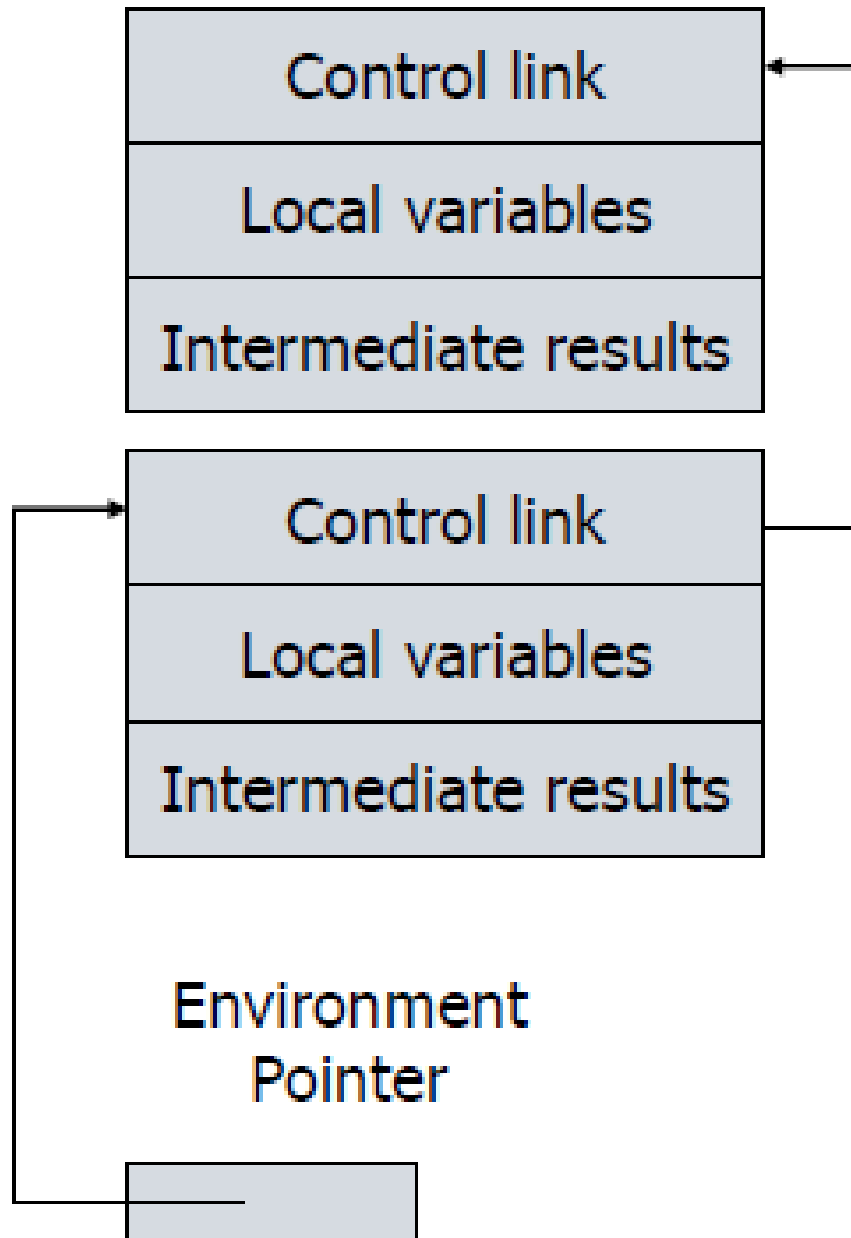 Control link
Local variables
Intermediate results
Control link
Local variables
Intermediate results
Environment
Pointer